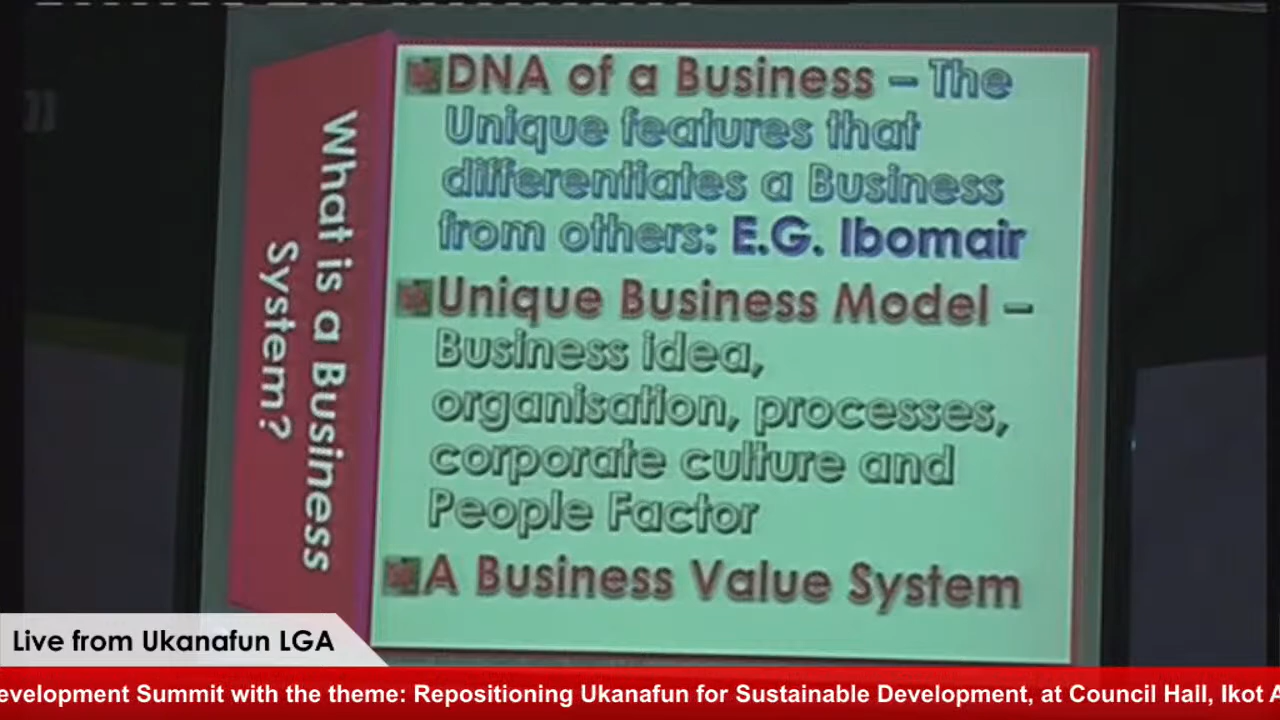 What is a Business
System?
DNA of a Business – The
Unique features that
differentiates a Business
from others: E.G. Ibomair
Unique Business Model –
Business idea,
organisation, processes,
corporate culture and
People Factor
A Business Value System
Live from Ukanafun LGA
evelopment Summit with the theme: Repositioning Ukanafun for Sustainable Development, at Council Hall, Ikot A